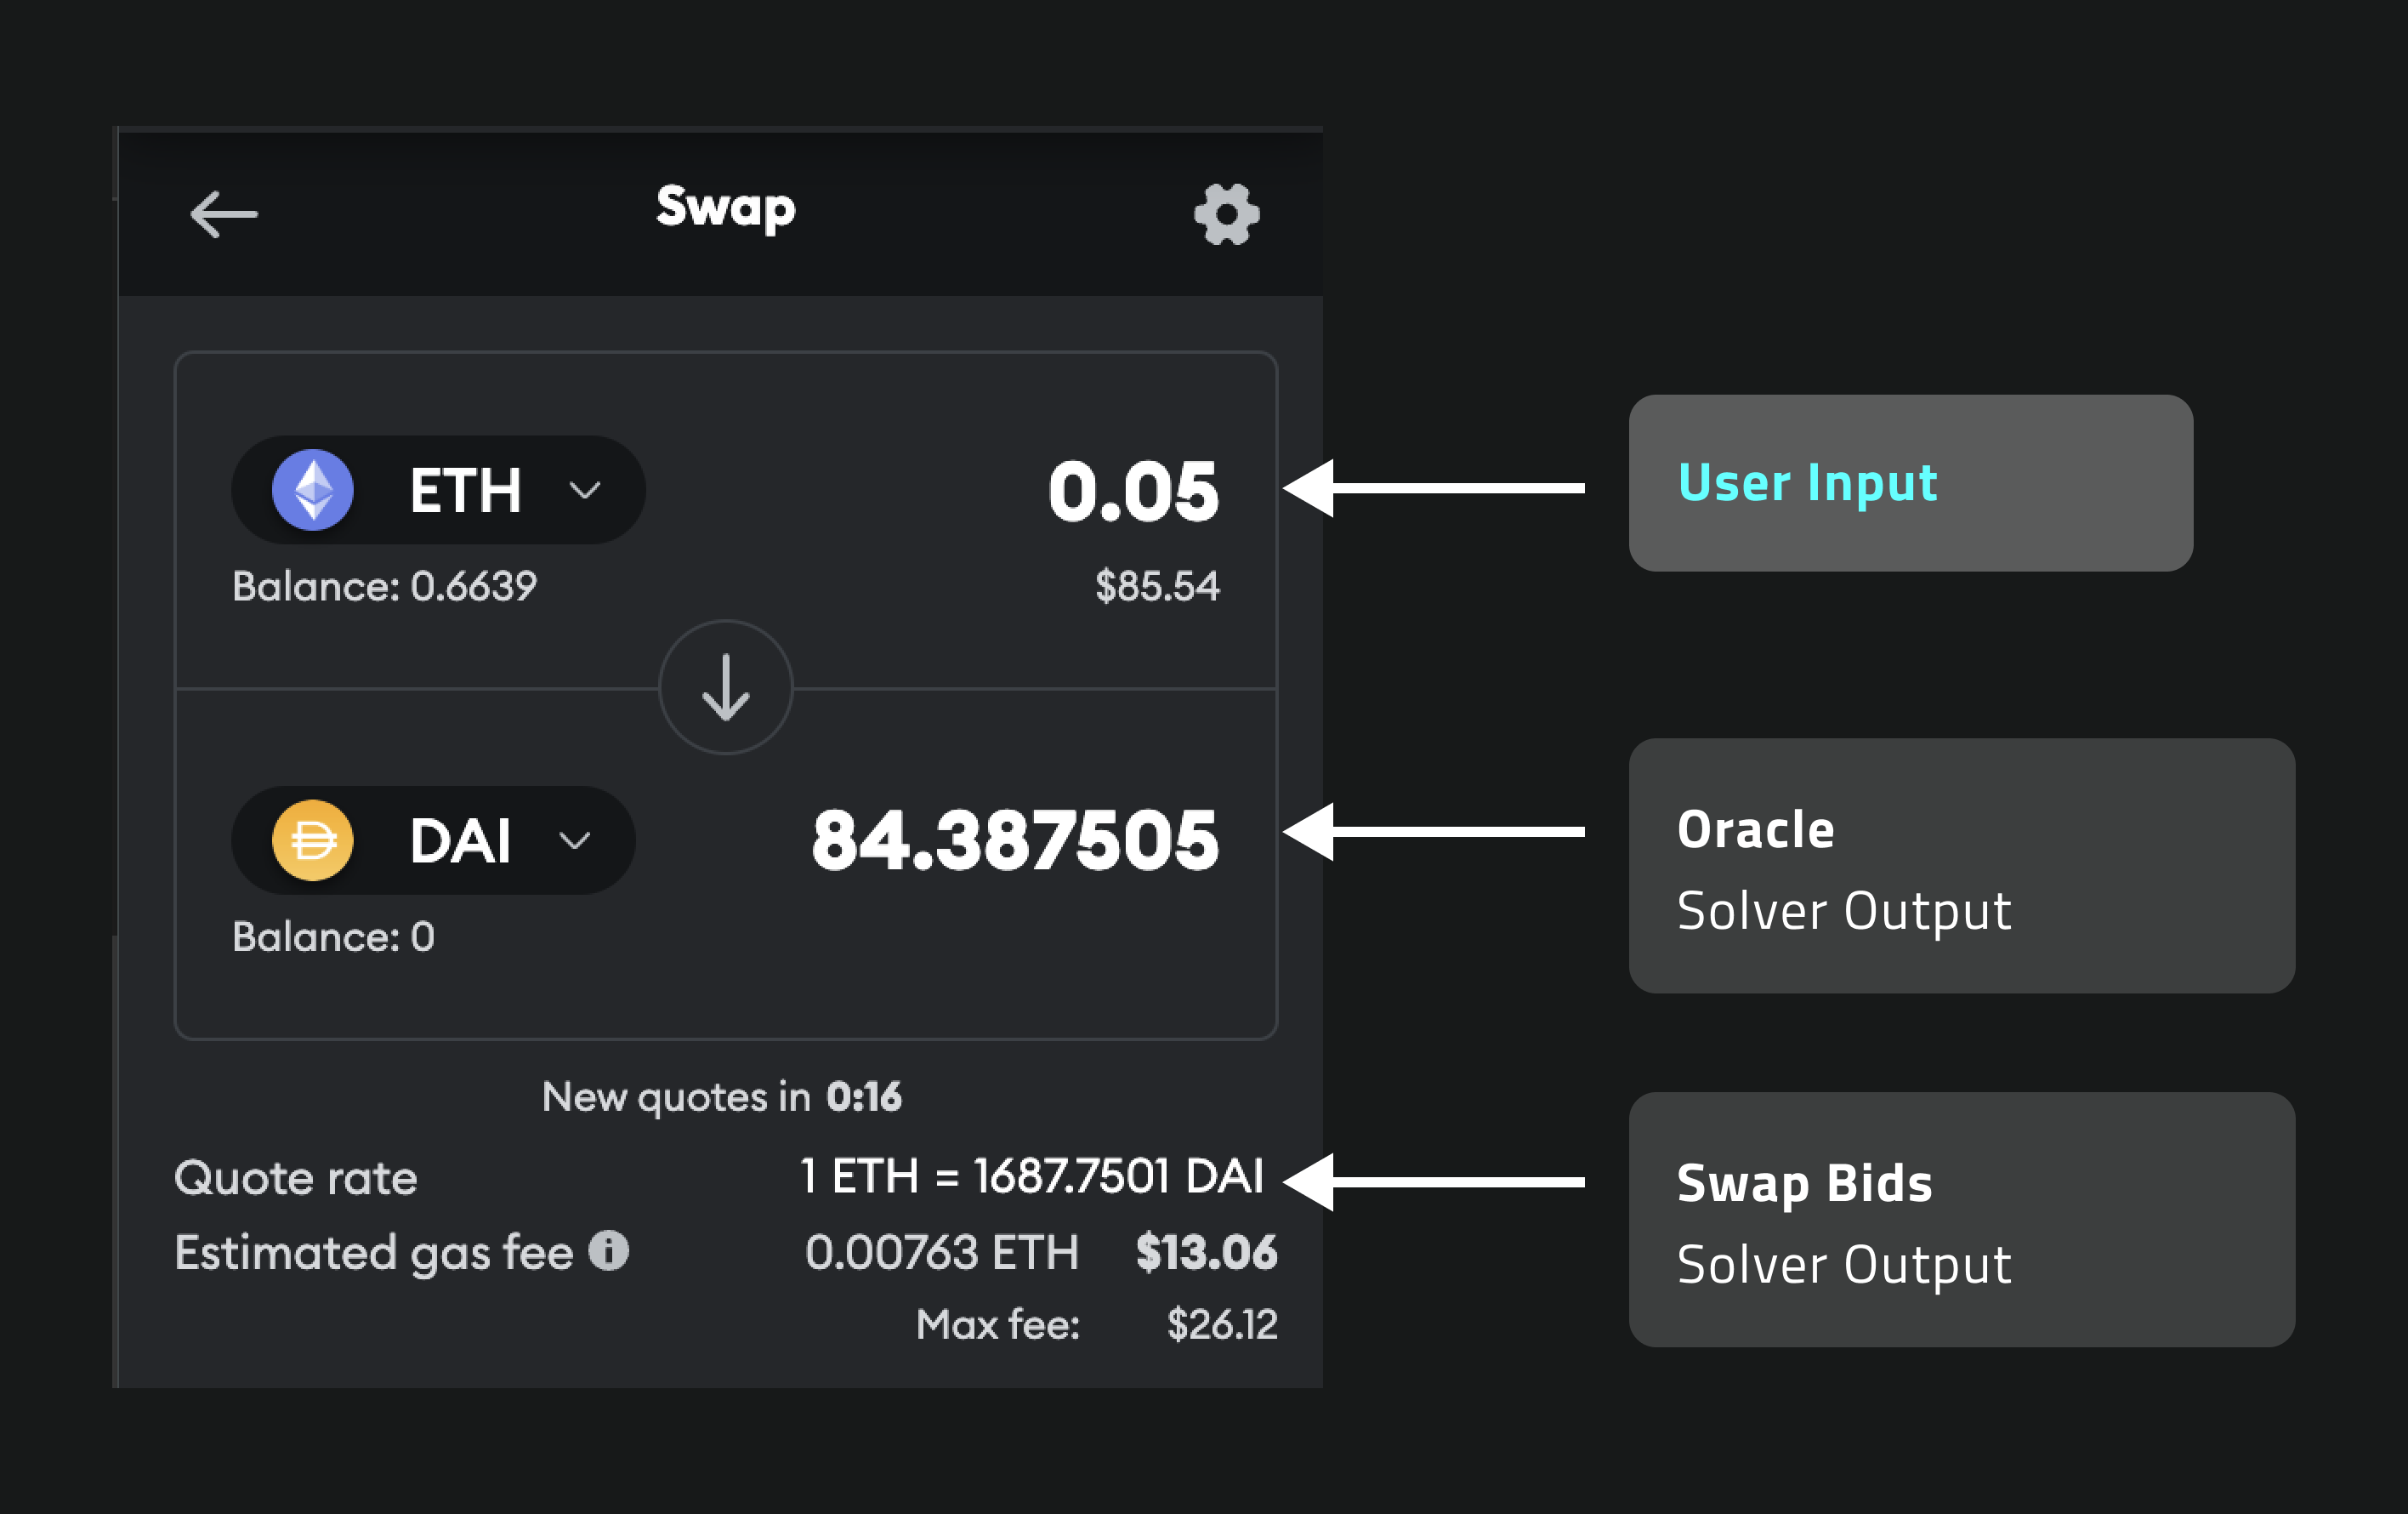 Swap
ETH
0.05
User Input
Balance: 0.6639
$85.54
DAI
84.387505
Oracle
Solver Output
Balance: 0
New quotes in 0:16
Quote rate
1 ETH = 1687.7501 DAI
Swap Bids
Solver Output
Estimated gas fee
0.00763 ETH
$13.06
Max fee:
$26.12